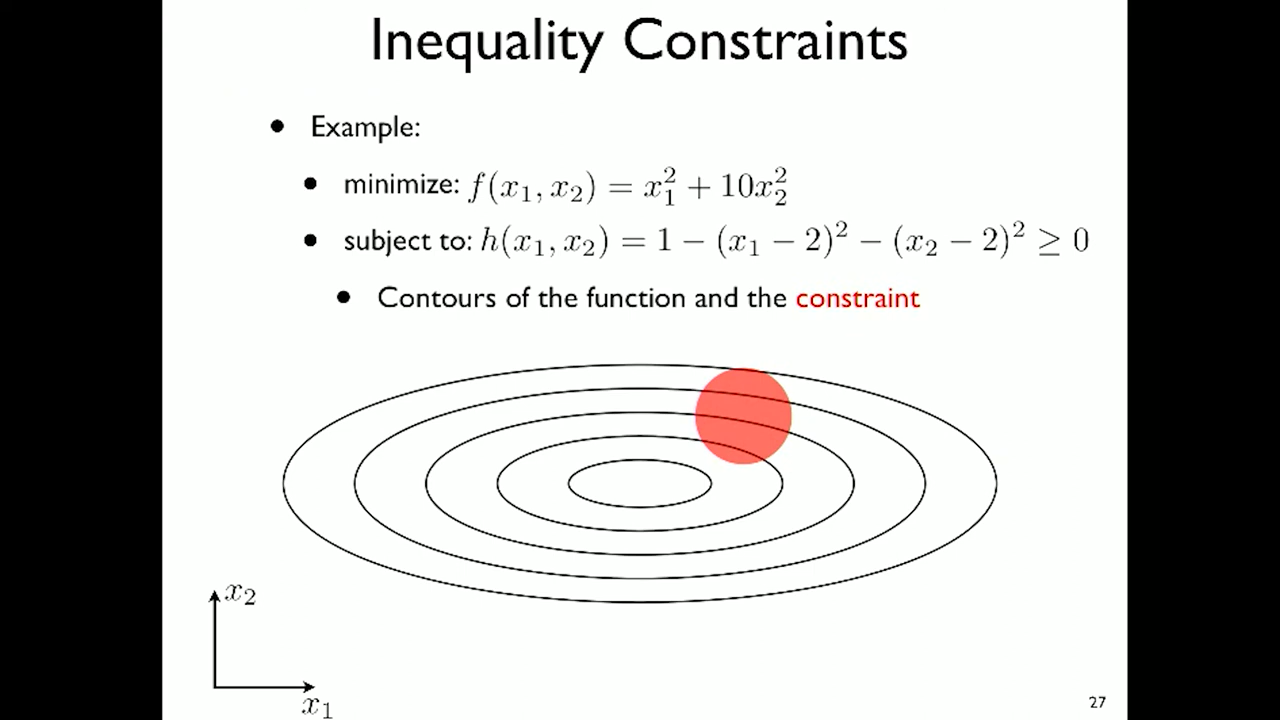 Inequality Constraints
• Example:
• minimize: f(x₁, x₂) = x₁² + 10x₂²
• subject to: h(x₁, x₂) = 1 − (x₁ − 2)² − (x₂ − 2)² ≥ 0
• Contours of the function and the constraint
x₂
x₁
27